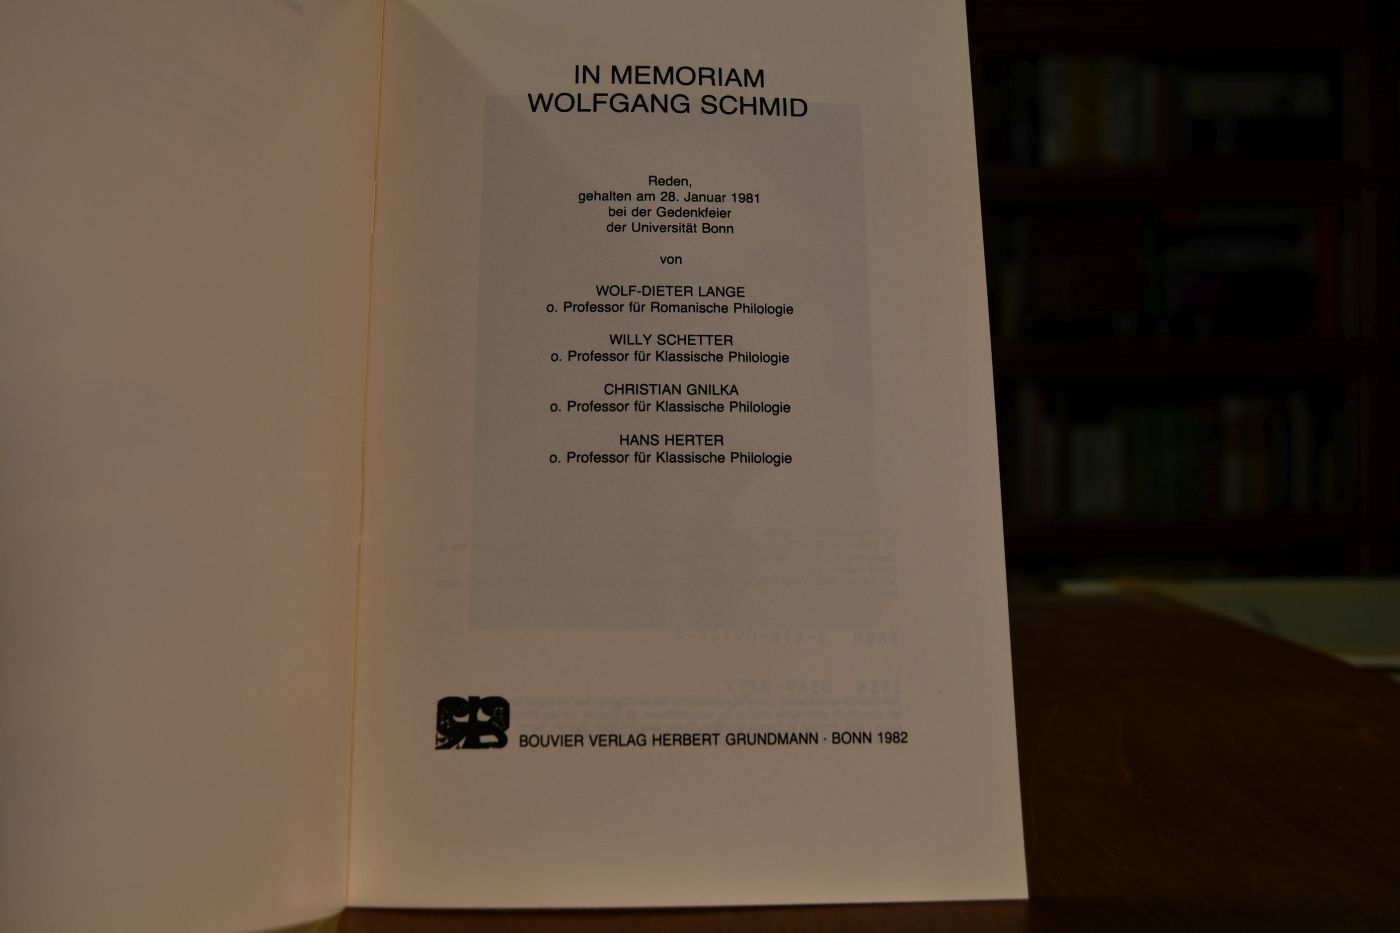 IN MEMORIAM
WOLFGANG SCHMID
Reden,
gehalten am 28. Januar 1981
bei der Gedenkfeier
der Universität Bonn
von
WOLF-DIETER LANGE
o. Professor für Romanische Philologie
WILLY SCHETTER
o. Professor für Klassische Philologie
CHRISTIAN GNILKA
o. Professor für Klassische Philologie
HANS HERTER
o. Professor für Klassische Philologie
BOUVIER VERLAG HERBERT GRUNDMANN · BONN 1982